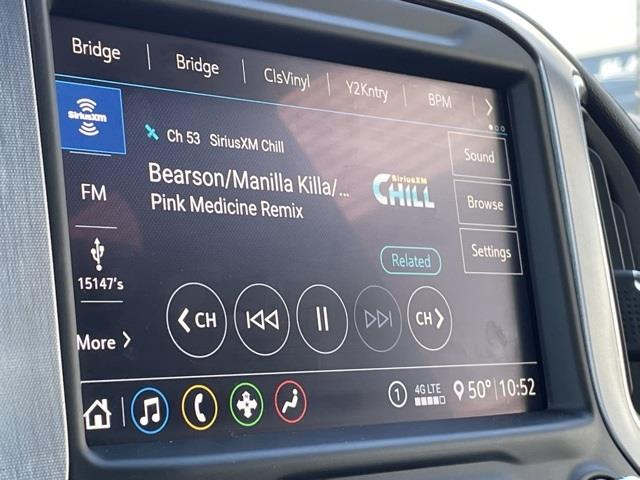 Bridge Bridge ClsVinyl Y2Kntry BPM
SiriusXM
Ch 53 SiriusXM Chill
Bearson/Manilla Killa/...
Pink Medicine Remix
SiriusXM
CHILL
Sound
Browse
Settings
FM
15147's
Related
More >
< CH
CH >
1 4G LTE 50° 10:52